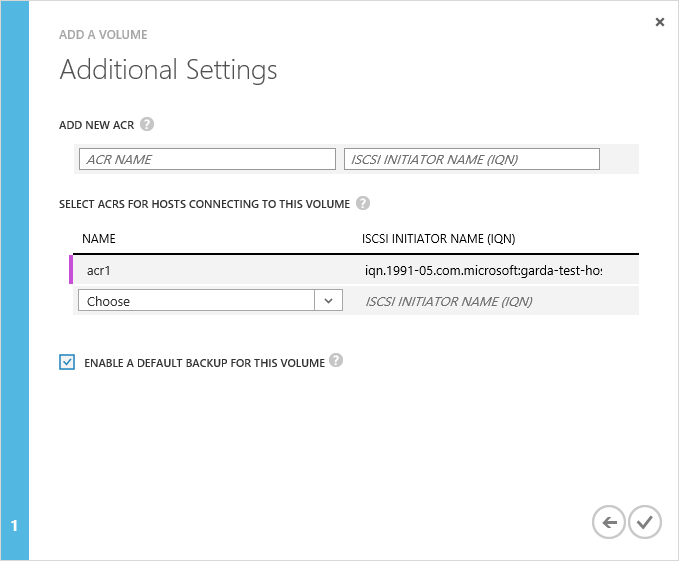 ADD A VOLUME
Additional Settings
ADD NEW ACR ?
ACR NAME ISCSI INITIATOR NAME (IQN)
SELECT ACRS FOR HOSTS CONNECTING TO THIS VOLUME ?
NAME ISCSI INITIATOR NAME (IQN)
acr1 iqn.1991-05.com.microsoft:garda-test-hos
Choose ISCSI INITIATOR NAME (IQN)
ENABLE A DEFAULT BACKUP FOR THIS VOLUME ?
1